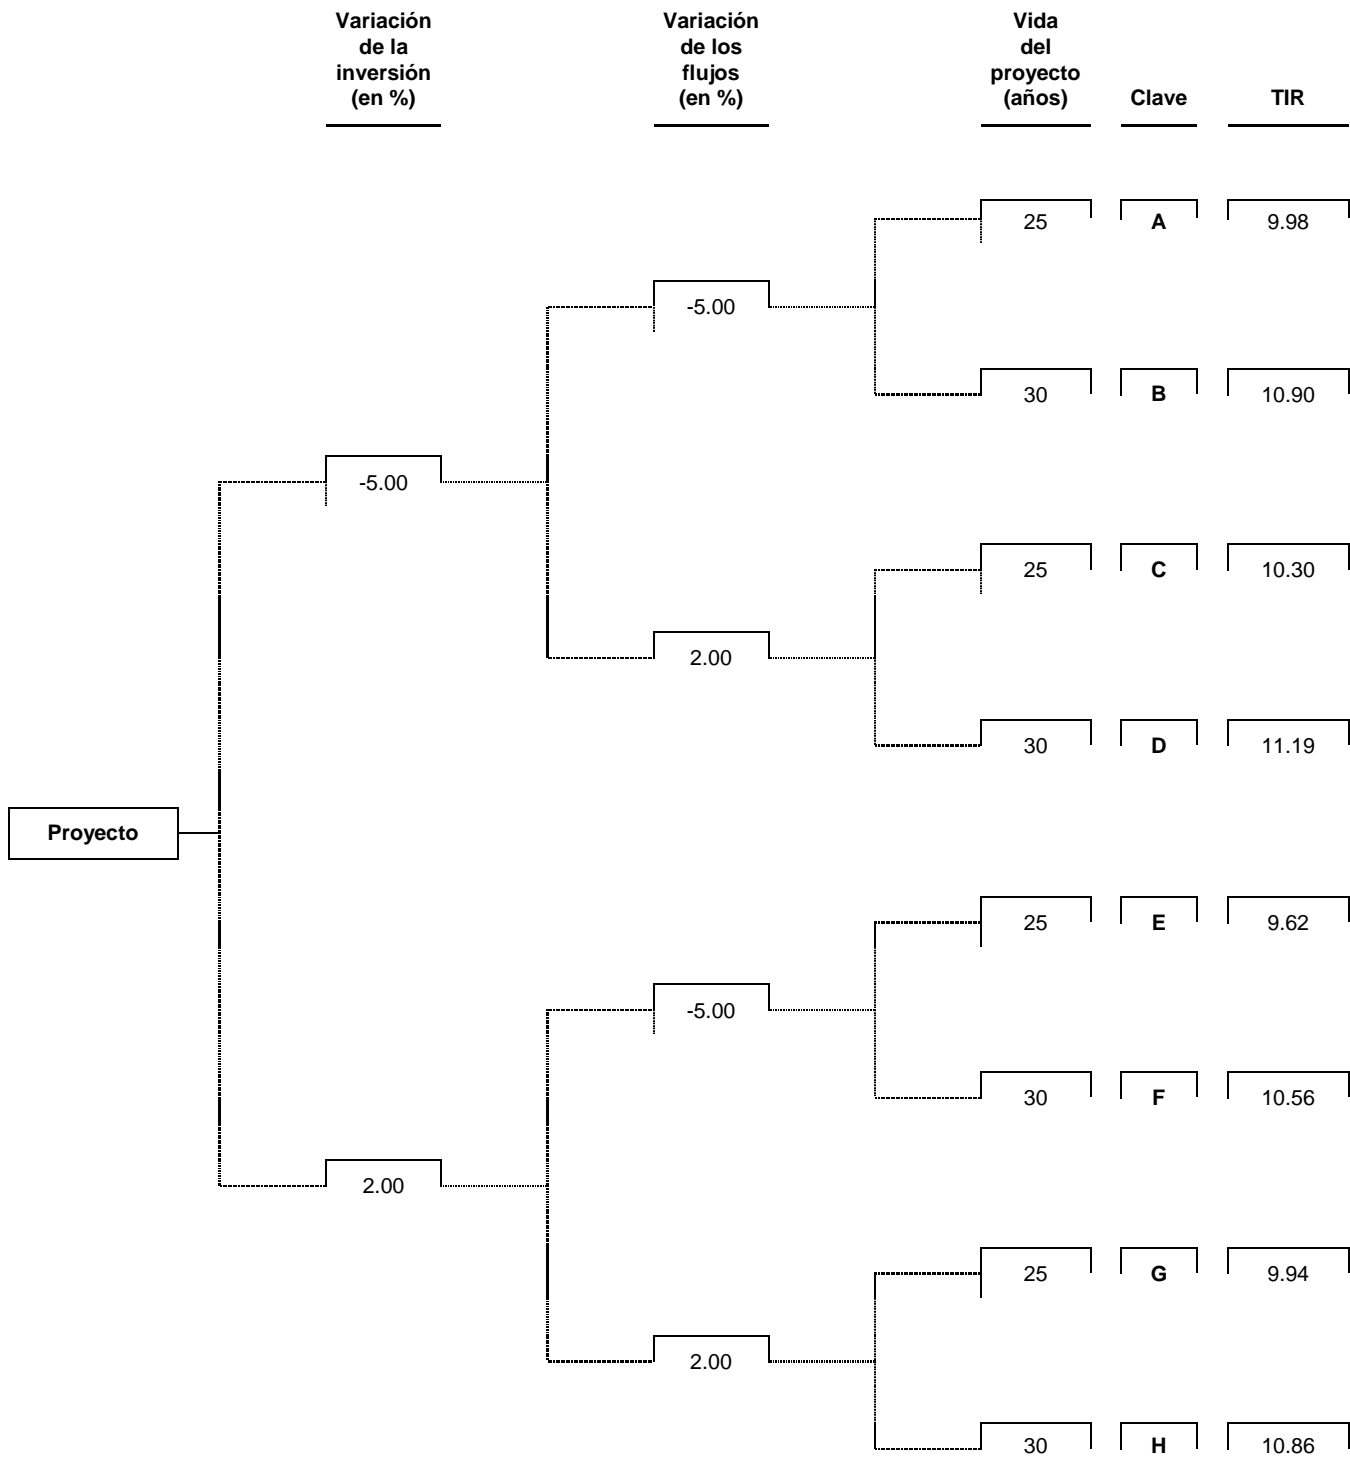 Variación
de la
inversión
(en %)
Variación
de los
flujos
(en %)
Vida
del
proyecto
(años)
Clave
TIR
25 A 9.98
-5.00
30 B 10.90
-5.00
25 C 10.30
2.00
30 D 11.19
Proyecto
25 E 9.62
-5.00
30 F 10.56
2.00
25 G 9.94
2.00
30 H 10.86